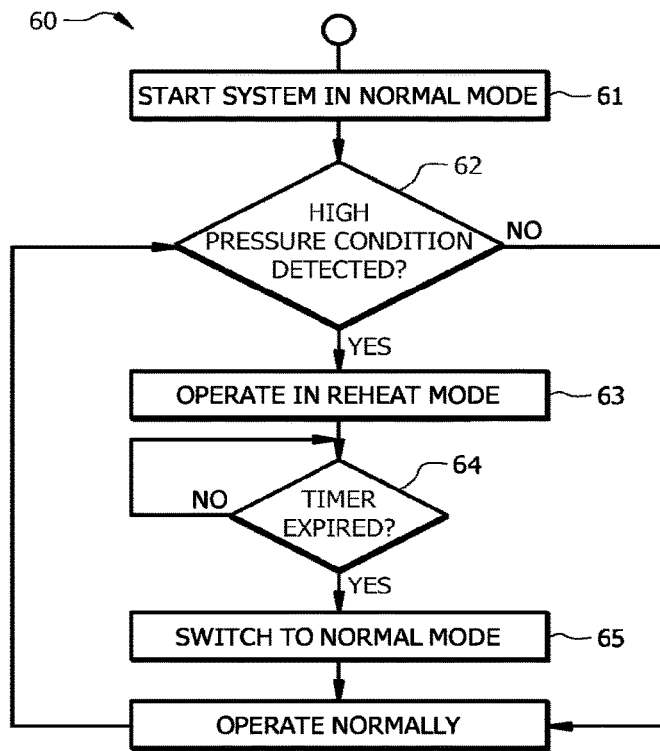 60
START SYSTEM IN NORMAL MODE
61
62
HIGH
PRESSURE CONDITION
DETECTED?
NO
YES
OPERATE IN REHEAT MODE
63
64
NO
TIMER
EXPIRED?
YES
SWITCH TO NORMAL MODE
65
OPERATE NORMALLY